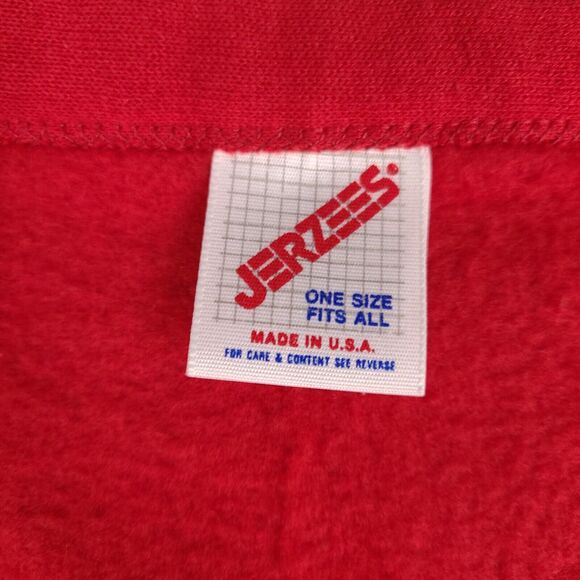 JERZEES®
ONE SIZE
FITS ALL
MADE IN U.S.A.
FOR CARE & CONTENT SEE REVERSE